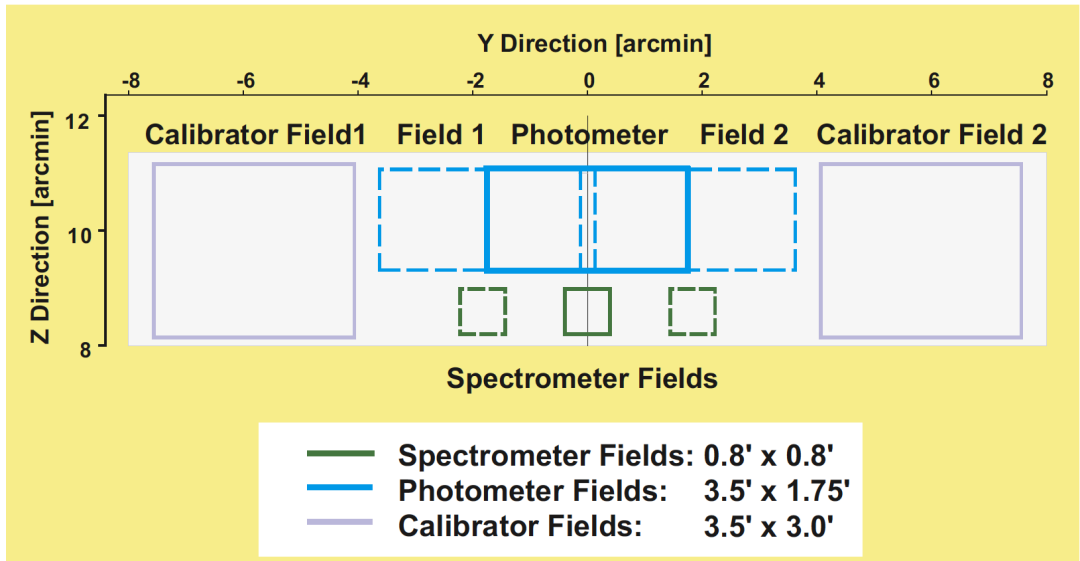 Y Direction [arcmin]
-8 -6 -4 -2 0 2 4 6 8
Z Direction [arcmin]
12
10
8
Calibrator Field1 Field 1 Photometer Field 2 Calibrator Field 2
Spectrometer Fields
Spectrometer Fields: 0.8' x 0.8'
Photometer Fields: 3.5' x 1.75'
Calibrator Fields: 3.5' x 3.0'